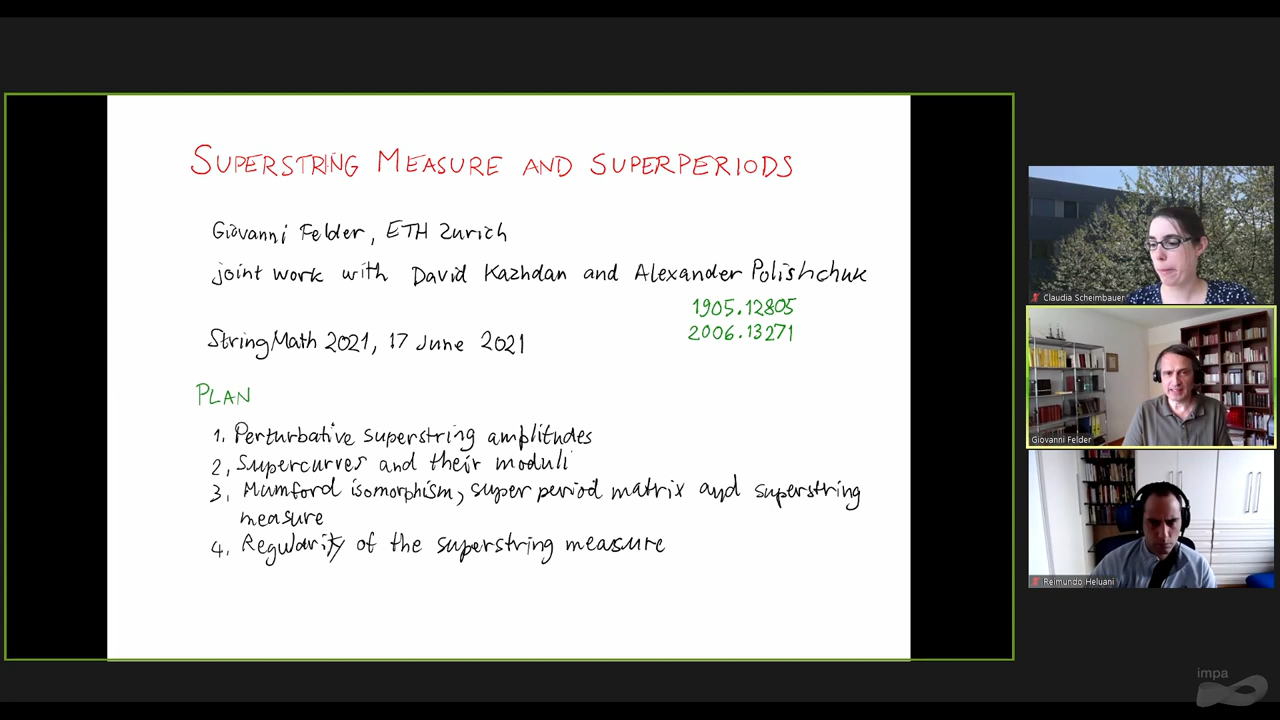 SUPERSTRING MEASURE AND SUPERPERIODS
Giovanni Felder, ETH Zurich
joint work with David Kazhdan and Alexander Polishchuk
1905.12805
2006.13271
StringMath 2021, 17 June 2021
PLAN
1. Perturbative superstring amplitudes
2. Supercurves and their moduli
3. Mumford isomorphism, super period matrix and superstring
measure
4. Regularity of the superstring measure
Claudia Scheimbauer
Giovanni Felder
Reimundo Heluani
impa